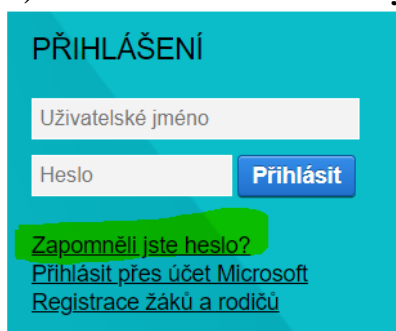 PŘIHLÁŠENÍ
Uživatelské jméno
Heslo
Přihlásit
Zapomněli jste heslo?
Přihlásit přes účet Microsoft
Registrace žáků a rodičů